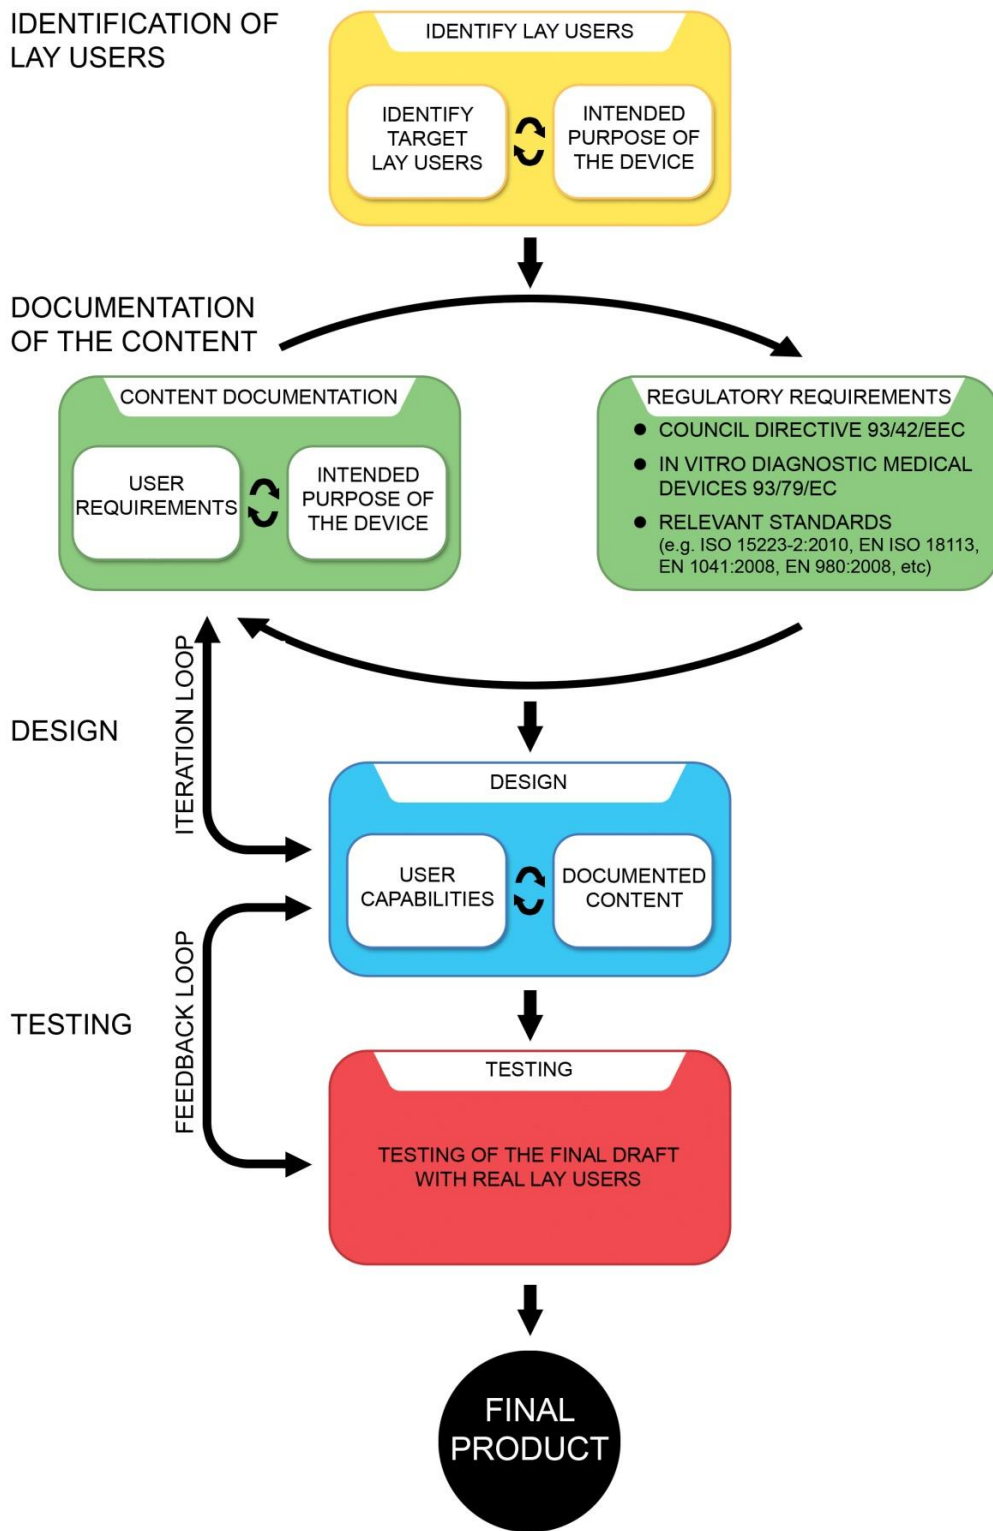 IDENTIFICATION OF
LAY USERS
IDENTIFY LAY USERS
IDENTIFY
TARGET
LAY USERS
INTENDED
PURPOSE OF
THE DEVICE
DOCUMENTATION
OF THE CONTENT
CONTENT DOCUMENTATION
USER
REQUIREMENTS
INTENDED
PURPOSE OF
THE DEVICE
REGULATORY REQUIREMENTS
● COUNCIL DIRECTIVE 93/42/EEC
● IN VITRO DIAGNOSTIC MEDICAL
DEVICES 93/79/EC
● RELEVANT STANDARDS
(e.g. ISO 15223-2:2010, EN ISO 18113,
EN 1041:2008, EN 980:2008, etc)
DESIGN
ITERATION LOOP
DESIGN
USER
CAPABILITIES
DOCUMENTED
CONTENT
TESTING
FEEDBACK LOOP
TESTING
TESTING OF THE FINAL DRAFT
WITH REAL LAY USERS
FINAL
PRODUCT